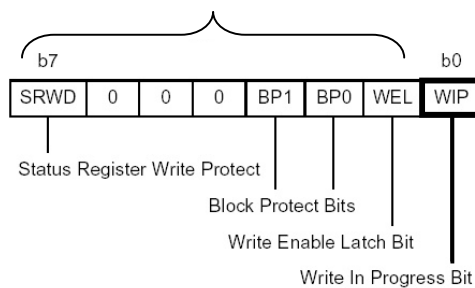 b7 b0
SRWD 0 0 0 BP1 BP0 WEL WIP
Status Register Write Protect
Block Protect Bits
Write Enable Latch Bit
Write In Progress Bit